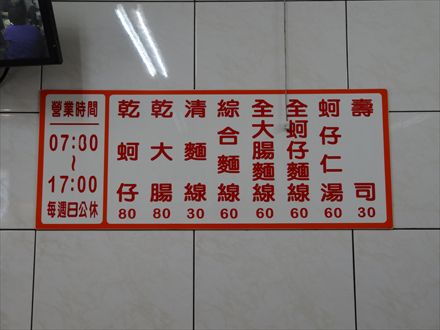 營業時間
07:00
~
17:00
每週日公休
乾蚵仔 80
乾大腸 80
清麵線 30
綜合麵線 60
全大腸麵線 60
全蚵仔麵線 60
蚵仔仁湯 60
壽司 30